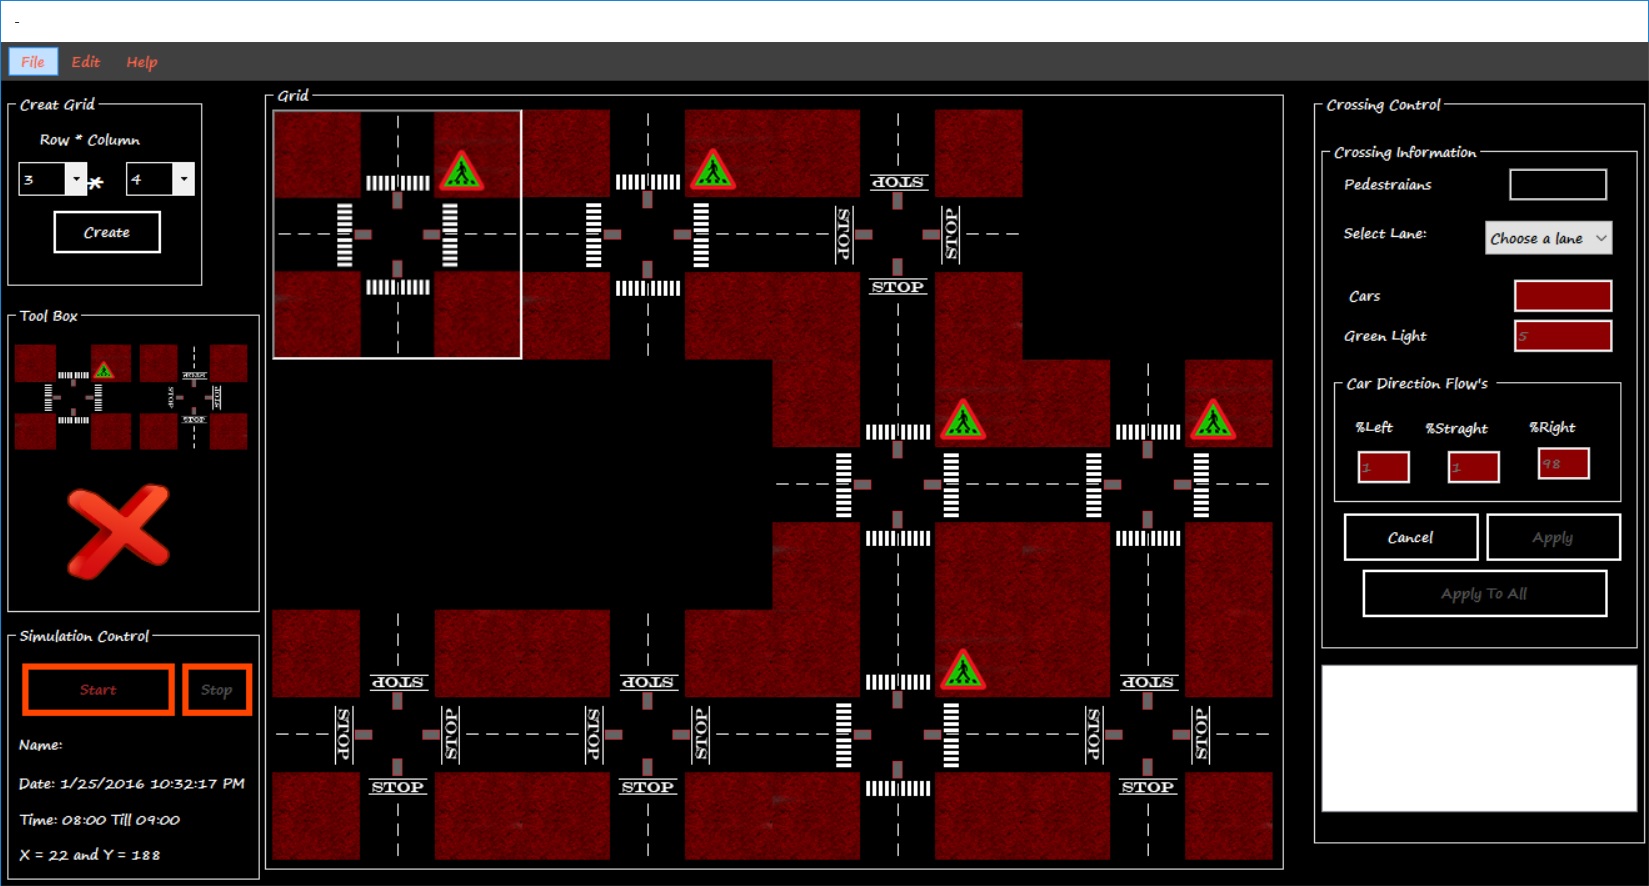 -
File Edit Help
Creat Grid
Row * Column
3 * 4
Create
Tool Box
STOP
STOP STOP
STOP
Simulation Control
Start Stop
Name:
Date: 1/25/2016 10:32:17 PM
Time: 08:00 Till 09:00
X = 22 and Y = 188
Grid
STOP
STOP STOP
STOP
STOP STOP STOP
STOP STOP STOP STOP STOP STOP
STOP STOP STOP
Crossing Control
Crossing Information
Pedestraians
Select Lane: Choose a lane
Cars
Green Light 5
Car Direction Flow's
%Left %Straght %Right
1 1 98
Cancel Apply
Apply To All